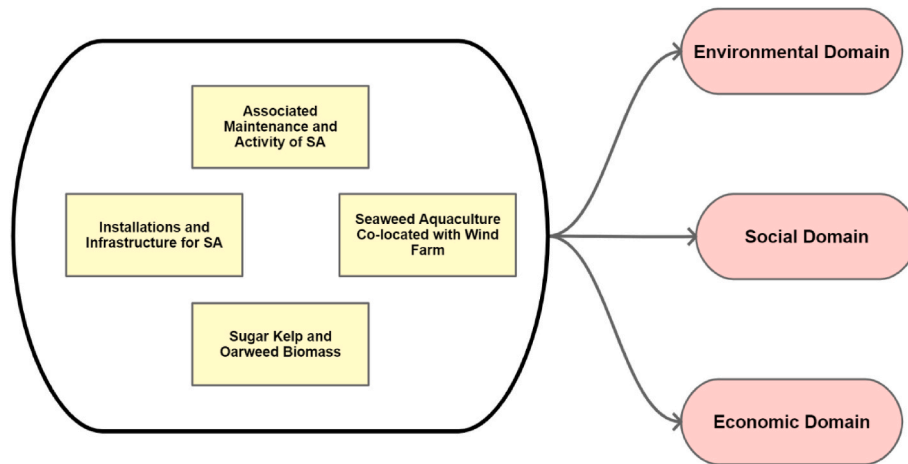 Associated
Maintenance and
Activity of SA
Installations and
Infrastructure for SA
Seaweed Aquaculture
Co-located with Wind
Farm
Sugar Kelp and
Oarweed Biomass
Environmental Domain
Social Domain
Economic Domain